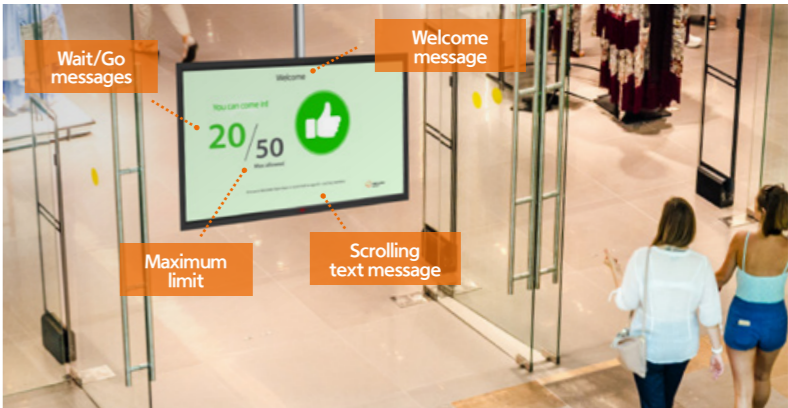 Wait/Go
messages
Welcome
message
Welcome
You can come in!
20/50
Max allowed
Maximum
limit
Scrolling
text message